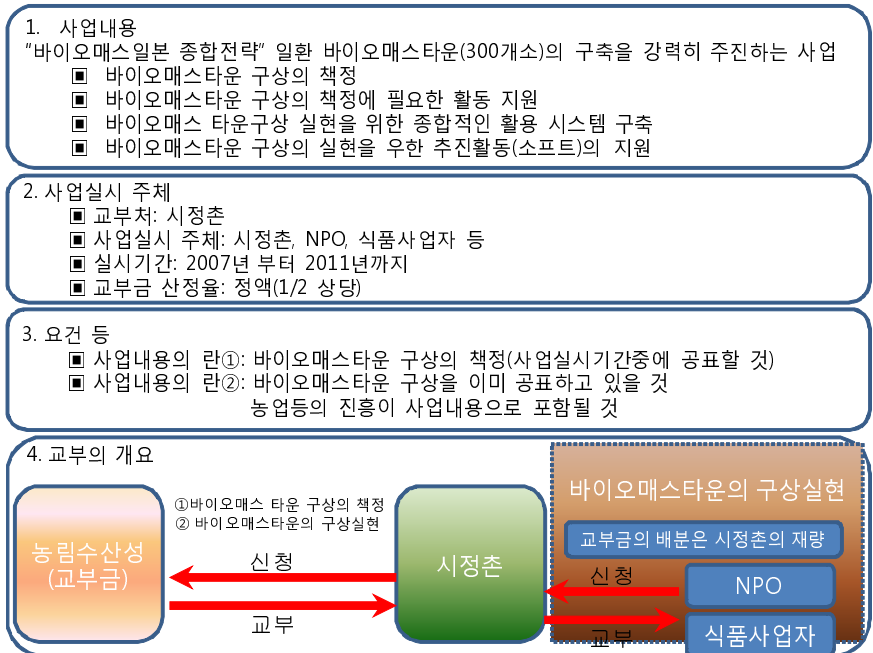 1. 사업내용
“바이오매스일본 종합전략” 일환 바이오매스타운(300개소)의 구축을 강력히 주진하는 사업
▣ 바이오매스타운 구상의 책정
▣ 바이오매스타운 구상의 책정에 필요한 활동 지원
▣ 바이오매스 타운구상 실현을 위한 종합적인 활용 시스템 구축
▣ 바이오매스타운 구상의 실현을 우한 추진활동(소프트)의 지원
2. 사업실시 주체
▣ 교부처: 시정촌
▣ 사업실시 주체: 시정촌, NPO, 식품사업자 등
▣ 실시기간: 2007년 부터 2011년까지
▣ 교부금 산정율: 정액(1/2 상당)
3. 요건 등
▣ 사업내용의 란①: 바이오매스타운 구상의 책정(사업실시기간중에 공표할 것)
▣ 사업내용의 란②: 바이오매스타운 구상을 이미 공표하고 있을 것
농업등의 진흥이 사업내용으로 포함될 것
4. 교부의 개요
농림수산성
(교부금)
①바이오매스 타운 구상의 책정
② 바이오매스타운의 구상실현
신청
교부
시정촌
바이오매스타운의 구상실현
교부금의 배분은 시정촌의 재량
신청
교부
NPO
식품사업자